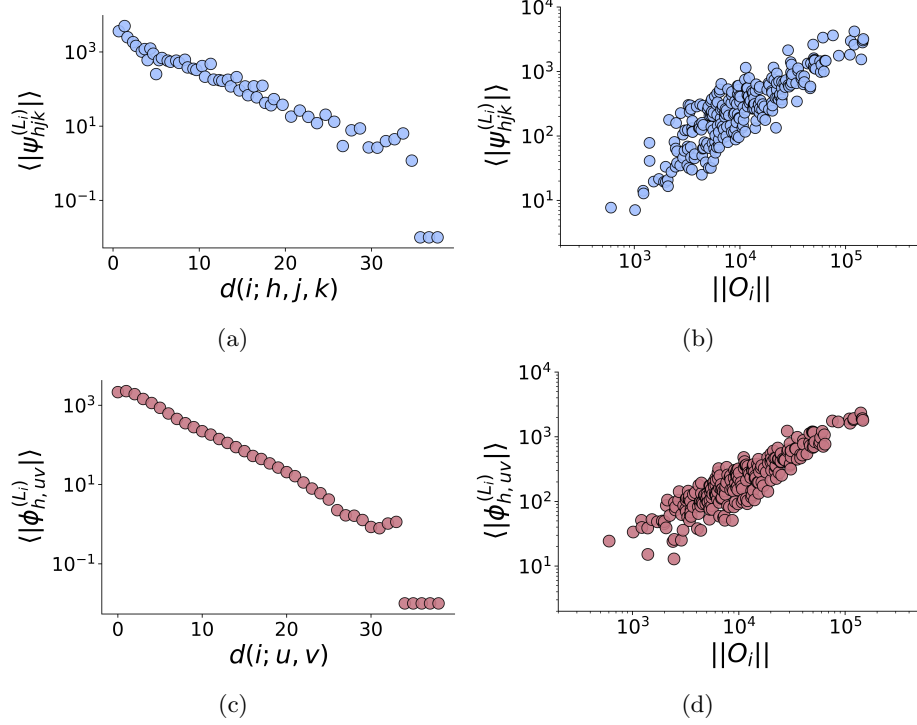 10^3
10^1
10^{-1}
⟨|ψ_{hjk}^{(L_i)}|⟩
0 10 20 30
d(i; h, j, k)
(a)
10^4
10^3
10^2
10^1
⟨|ψ_{hjk}^{(L_i)}|⟩
10^3 10^4 10^5
||O_i||
(b)
10^3
10^1
10^{-1}
⟨|ϕ_{h,uv}^{(L_i)}|⟩
0 10 20 30
d(i; u, v)
(c)
10^4
10^3
10^2
10^1
⟨|ϕ_{h,uv}^{(L_i)}|⟩
10^3 10^4 10^5
||O_i||
(d)